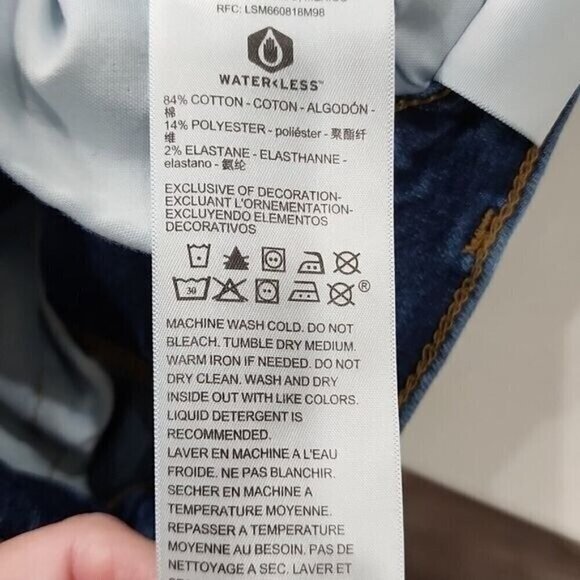 RFC: LSM660818M98
WATER<LESS™
84% COTTON - COTON - ALGODÓN -
棉
14% POLYESTER - poliéster - 聚酯纤
维
2% ELASTANE - ELASTHANNE -
elastano - 氨纶
EXCLUSIVE OF DECORATION-
EXCLUANT L'ORNEMENTATION-
EXCLUYENDO ELEMENTOS
DECORATIVOS
30
®
MACHINE WASH COLD. DO NOT
BLEACH. TUMBLE DRY MEDIUM.
WARM IRON IF NEEDED. DO NOT
DRY CLEAN. WASH AND DRY
INSIDE OUT WITH LIKE COLORS.
LIQUID DETERGENT IS
RECOMMENDED.
LAVER EN MACHINE A L'EAU
FROIDE. NE PAS BLANCHIR.
SECHER EN MACHINE A
TEMPERATURE MOYENNE.
REPASSER A TEMPERATURE
MOYENNE AU BESOIN. PAS DE
NETTOYAGE A SEC. LAVER ET